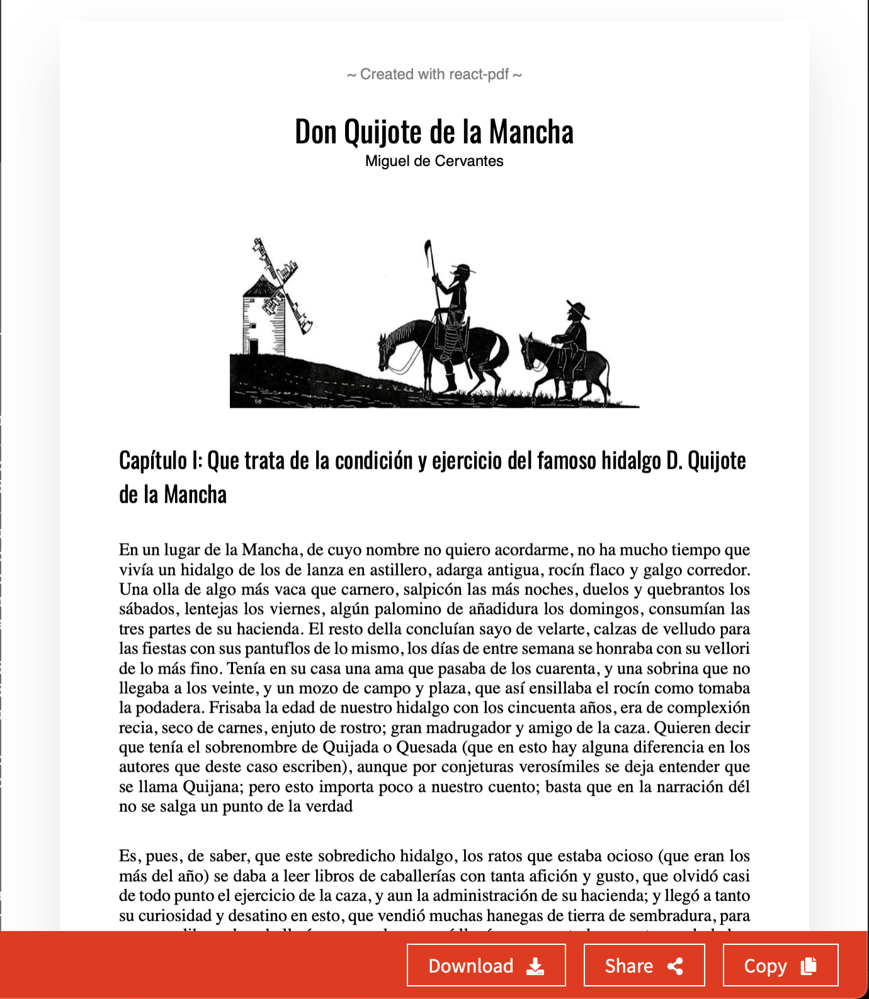 ~ Created with react-pdf ~
Don Quijote de la Mancha
Miguel de Cervantes
Capítulo I: Que trata de la condición y ejercicio del famoso hidalgo D. Quijote
de la Mancha
En un lugar de la Mancha, de cuyo nombre no quiero acordarme, no ha mucho tiempo que
vivía un hidalgo de los de lanza en astillero, adarga antigua, rocín flaco y galgo corredor.
Una olla de algo más vaca que carnero, salpicón las más noches, duelos y quebrantos los
sábados, lentejas los viernes, algún palomino de añadidura los domingos, consumían las
tres partes de su hacienda. El resto della concluían sayo de velarte, calzas de velludo para
las fiestas con sus pantuflos de lo mismo, los días de entre semana se honraba con su vellori
de lo más fino. Tenía en su casa una ama que pasaba de los cuarenta, y una sobrina que no
llegaba a los veinte, y un mozo de campo y plaza, que así ensillaba el rocín como tomaba
la podadera. Frisaba la edad de nuestro hidalgo con los cincuenta años, era de complexión
recia, seco de carnes, enjuto de rostro; gran madrugador y amigo de la caza. Quieren decir
que tenía el sobrenombre de Quijada o Quesada (que en esto hay alguna diferencia en los
autores que deste caso escriben), aunque por conjeturas verosímiles se deja entender que
se llama Quijana; pero esto importa poco a nuestro cuento; basta que en la narración dél
no se salga un punto de la verdad
Es, pues, de saber, que este sobredicho hidalgo, los ratos que estaba ocioso (que eran los
más del año) se daba a leer libros de caballerías con tanta afición y gusto, que olvidó casi
de todo punto el ejercicio de la caza, y aun la administración de su hacienda; y llegó a tanto
su curiosidad y desatino en esto, que vendió muchas hanegas de tierra de sembradura, para
Download Share Copy